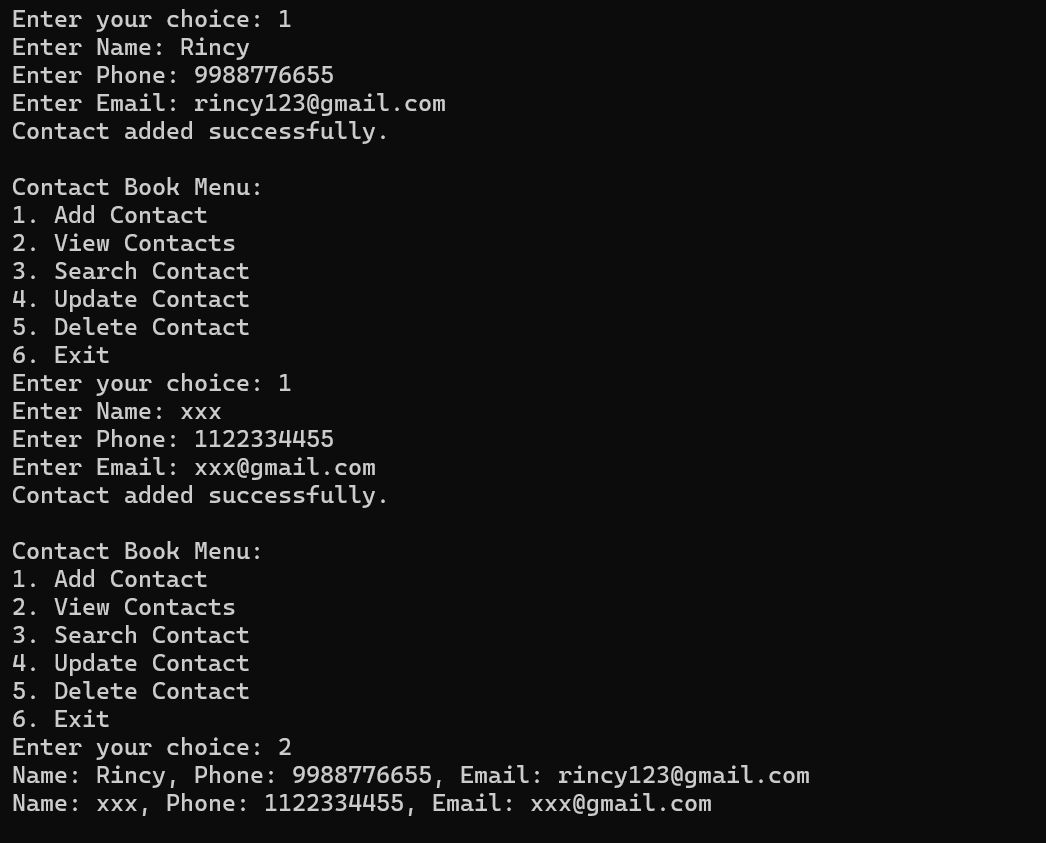 Enter your choice: 1
Enter Name: Rincy
Enter Phone: 9988776655
Enter Email: rincy123@gmail.com
Contact added successfully.

Contact Book Menu:
1. Add Contact
2. View Contacts
3. Search Contact
4. Update Contact
5. Delete Contact
6. Exit
Enter your choice: 1
Enter Name: xxx
Enter Phone: 1122334455
Enter Email: xxx@gmail.com
Contact added successfully.

Contact Book Menu:
1. Add Contact
2. View Contacts
3. Search Contact
4. Update Contact
5. Delete Contact
6. Exit
Enter your choice: 2
Name: Rincy, Phone: 9988776655, Email: rincy123@gmail.com
Name: xxx, Phone: 1122334455, Email: xxx@gmail.com